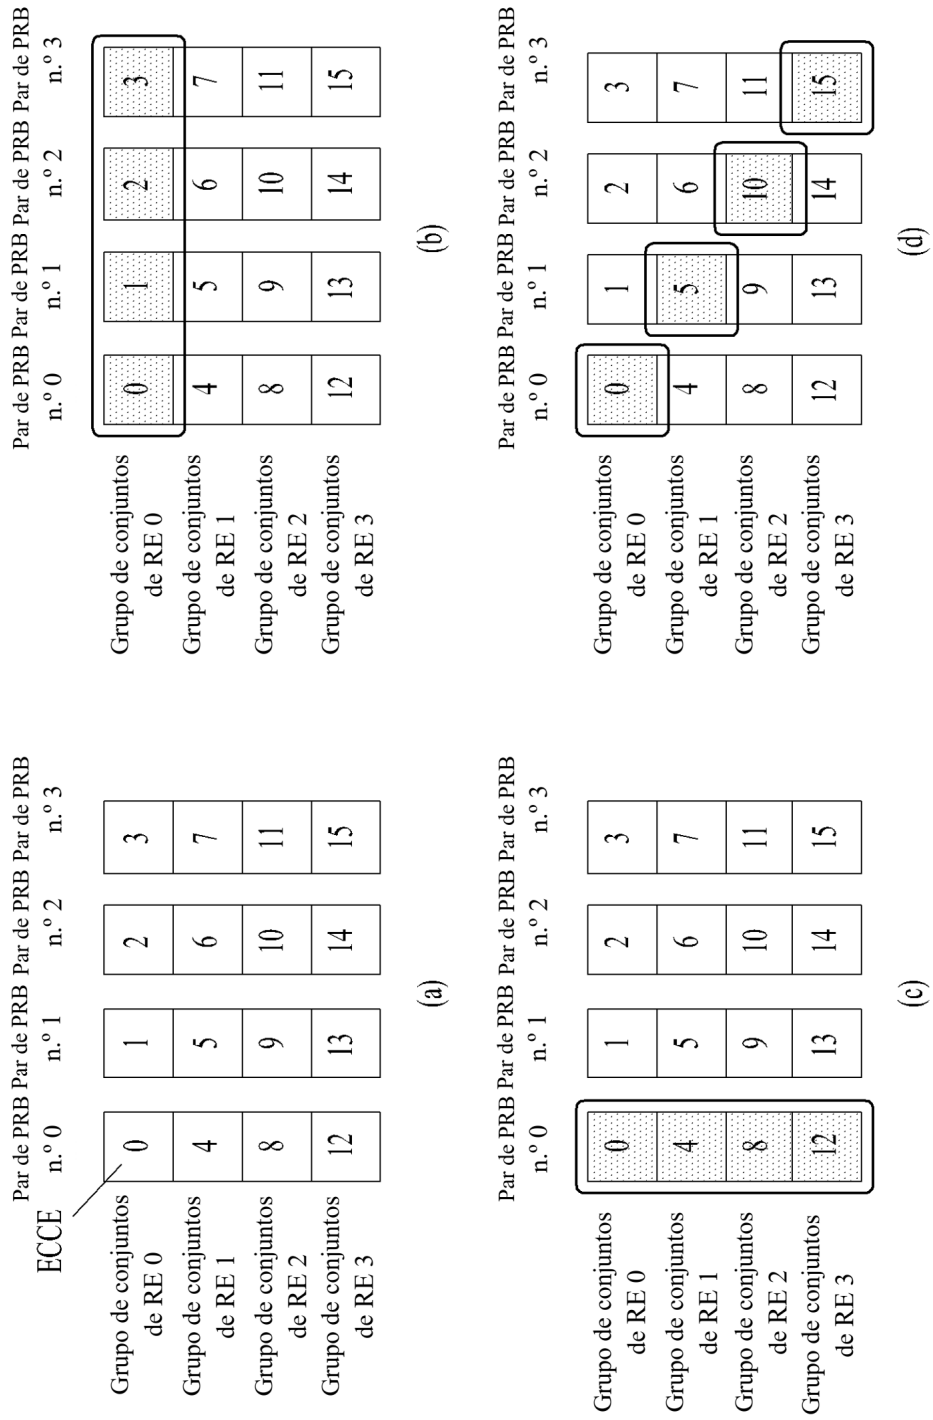 ECCE
Par de PRB Par de PRB Par de PRB Par de PRB
n.º 0 n.º 1 n.º 2 n.º 3
Grupo de conjuntos
de RE 0
0 1 2 3
Grupo de conjuntos
de RE 1
4 5 6 7
Grupo de conjuntos
de RE 2
8 9 10 11
Grupo de conjuntos
de RE 3
12 13 14 15
(a)
Par de PRB Par de PRB Par de PRB Par de PRB
n.º 0 n.º 1 n.º 2 n.º 3
Grupo de conjuntos
de RE 0
0 1 2 3
Grupo de conjuntos
de RE 1
4 5 6 7
Grupo de conjuntos
de RE 2
8 9 10 11
Grupo de conjuntos
de RE 3
12 13 14 15
(b)
Par de PRB Par de PRB Par de PRB Par de PRB
n.º 0 n.º 1 n.º 2 n.º 3
Grupo de conjuntos
de RE 0
0 1 2 3
Grupo de conjuntos
de RE 1
4 5 6 7
Grupo de conjuntos
de RE 2
8 9 10 11
Grupo de conjuntos
de RE 3
12 13 14 15
(c)
Par de PRB Par de PRB Par de PRB Par de PRB
n.º 0 n.º 1 n.º 2 n.º 3
Grupo de conjuntos
de RE 0
0 1 2 3
Grupo de conjuntos
de RE 1
4 5 6 7
Grupo de conjuntos
de RE 2
8 9 10 11
Grupo de conjuntos
de RE 3
12 13 14 15
(d)